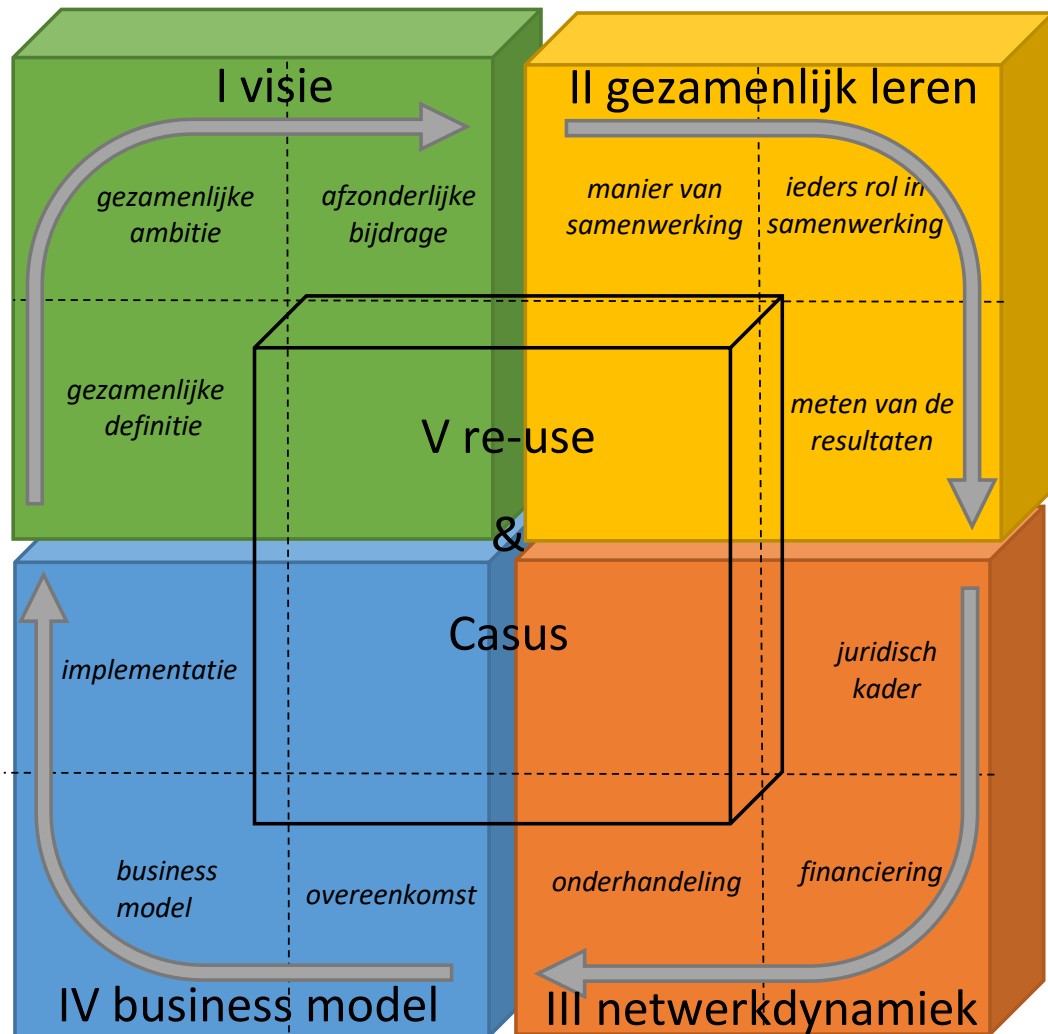 I visie
gezamenlijke
ambitie
afzonderlijke
bijdrage
gezamenlijke
definitie
II gezamenlijk leren
manier van
samenwerking
ieders rol in
samenwerking
meten van de
resultaten
V re-use
&
Casus
juridisch
kader
financiering
onderhandeling
III netwerkdynamiek
implementatie
business
model
overeenkomst
IV business model